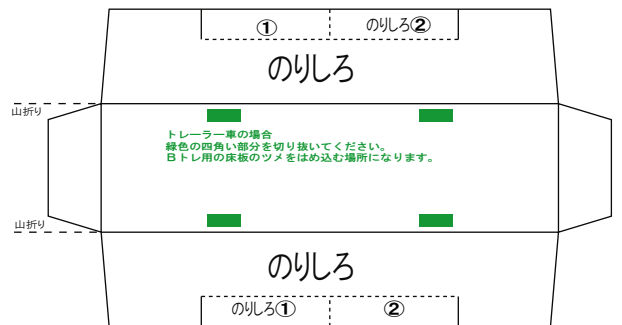 ① のりしろ②
のりしろ
山折り
トレーラー車の場合
緑色の四角い部分を切り抜いてください。
Bトレ用の床板のツメをはめ込む場所になります。
山折り
のりしろ
のりしろ① ②